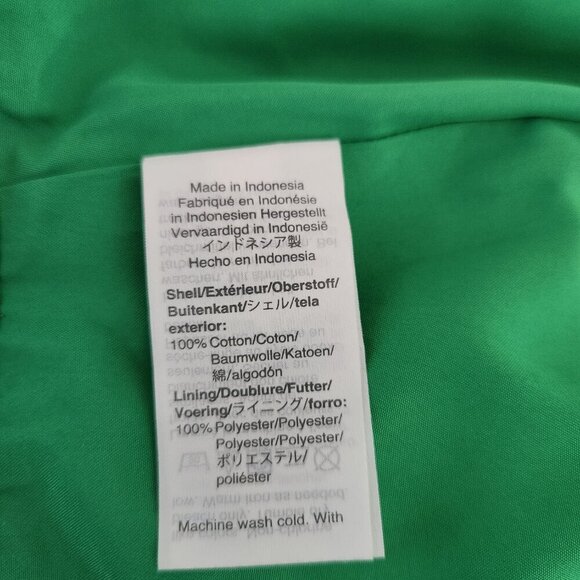 Made in Indonesia
Fabriqué en Indonésie
in Indonesien Hergestellt
Vervaardigd in Indonesië
インドネシア製
Hecho en Indonesia
Shell/Extérieur/Oberstoff/
Buitenkant/シェル/tela
exterior:
100% Cotton/Coton/
Baumwolle/Katoen/
綿/algodón
Lining/Doublure/Futter/
Voering/ライニング/forro:
100% Polyester/Polyester/
Polyester/Polyester/
ポリエステル/
poliéster
Machine wash cold. With